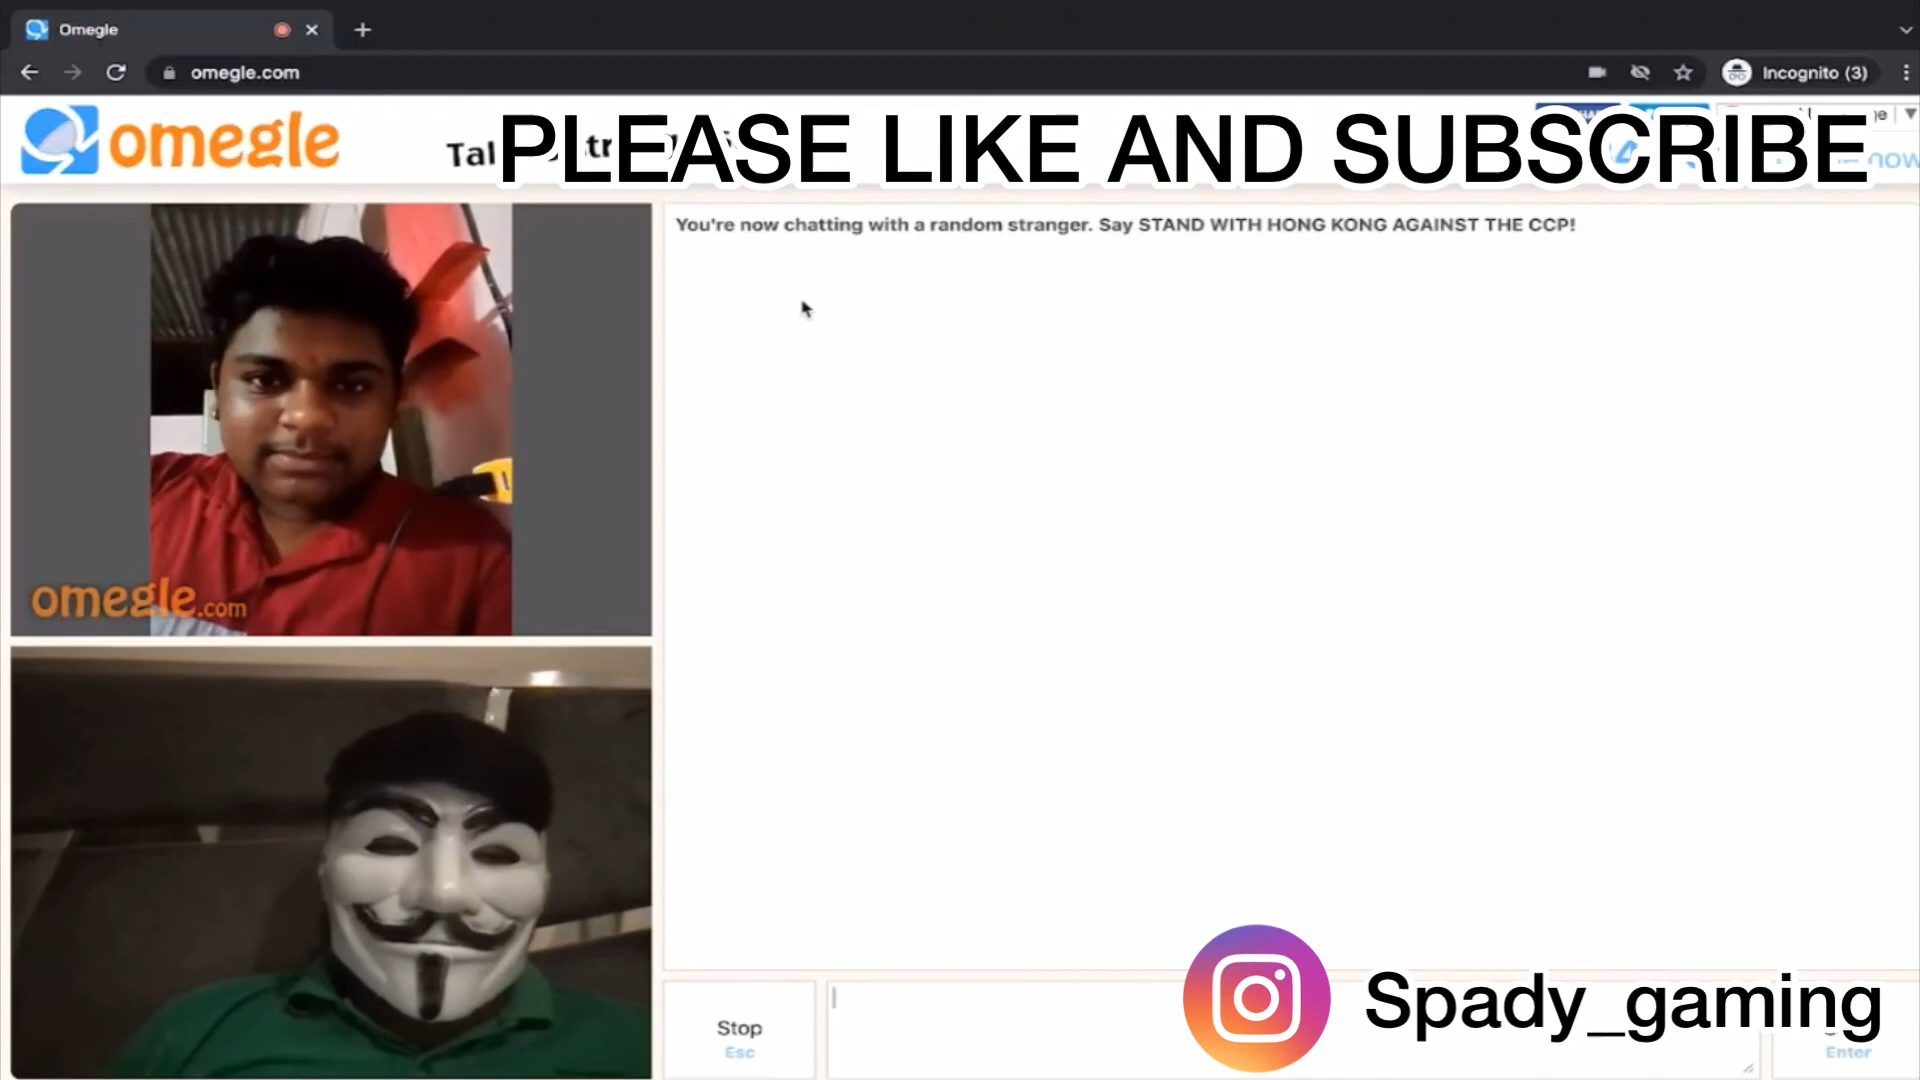 Omegle
omegle.com
Incognito (3)
omegle
PLEASE LIKE AND SUBSCRIBE
now
You're now chatting with a random stranger. Say STAND WITH HONG KONG AGAINST THE CCP!
omegle.com
Stop
Esc
Spady_gaming
Enter